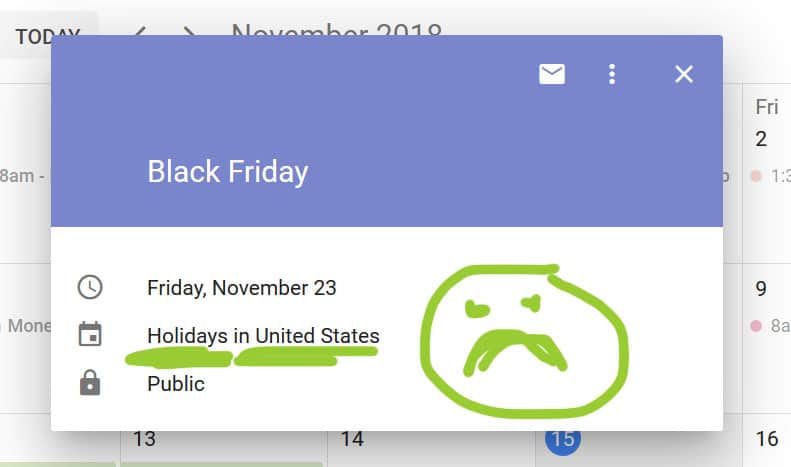 TODAY November 2018
Black Friday
Fri
2
8am -
1:3
Friday, November 23
9
Mone
Holidays in United States
8a
Public
13 14 15 16